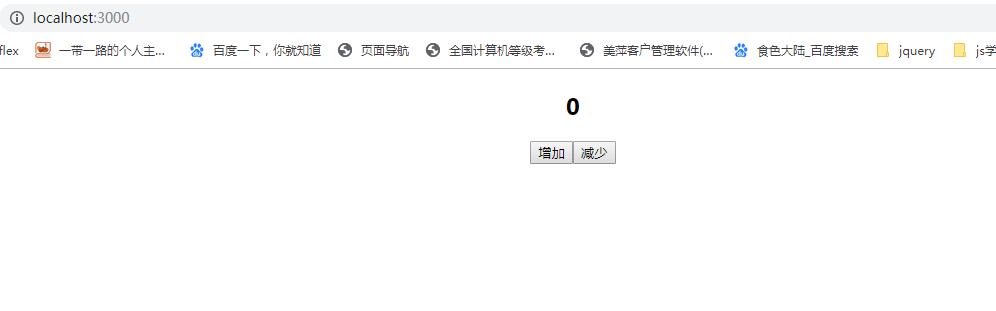 localhost:3000
flex 一带一路的个人主... 百度一下，你就知道 页面导航 全国计算机等级考... 美萍客户管理软件(... 食色大陆_百度搜索 jquery js学
0
增加 减少